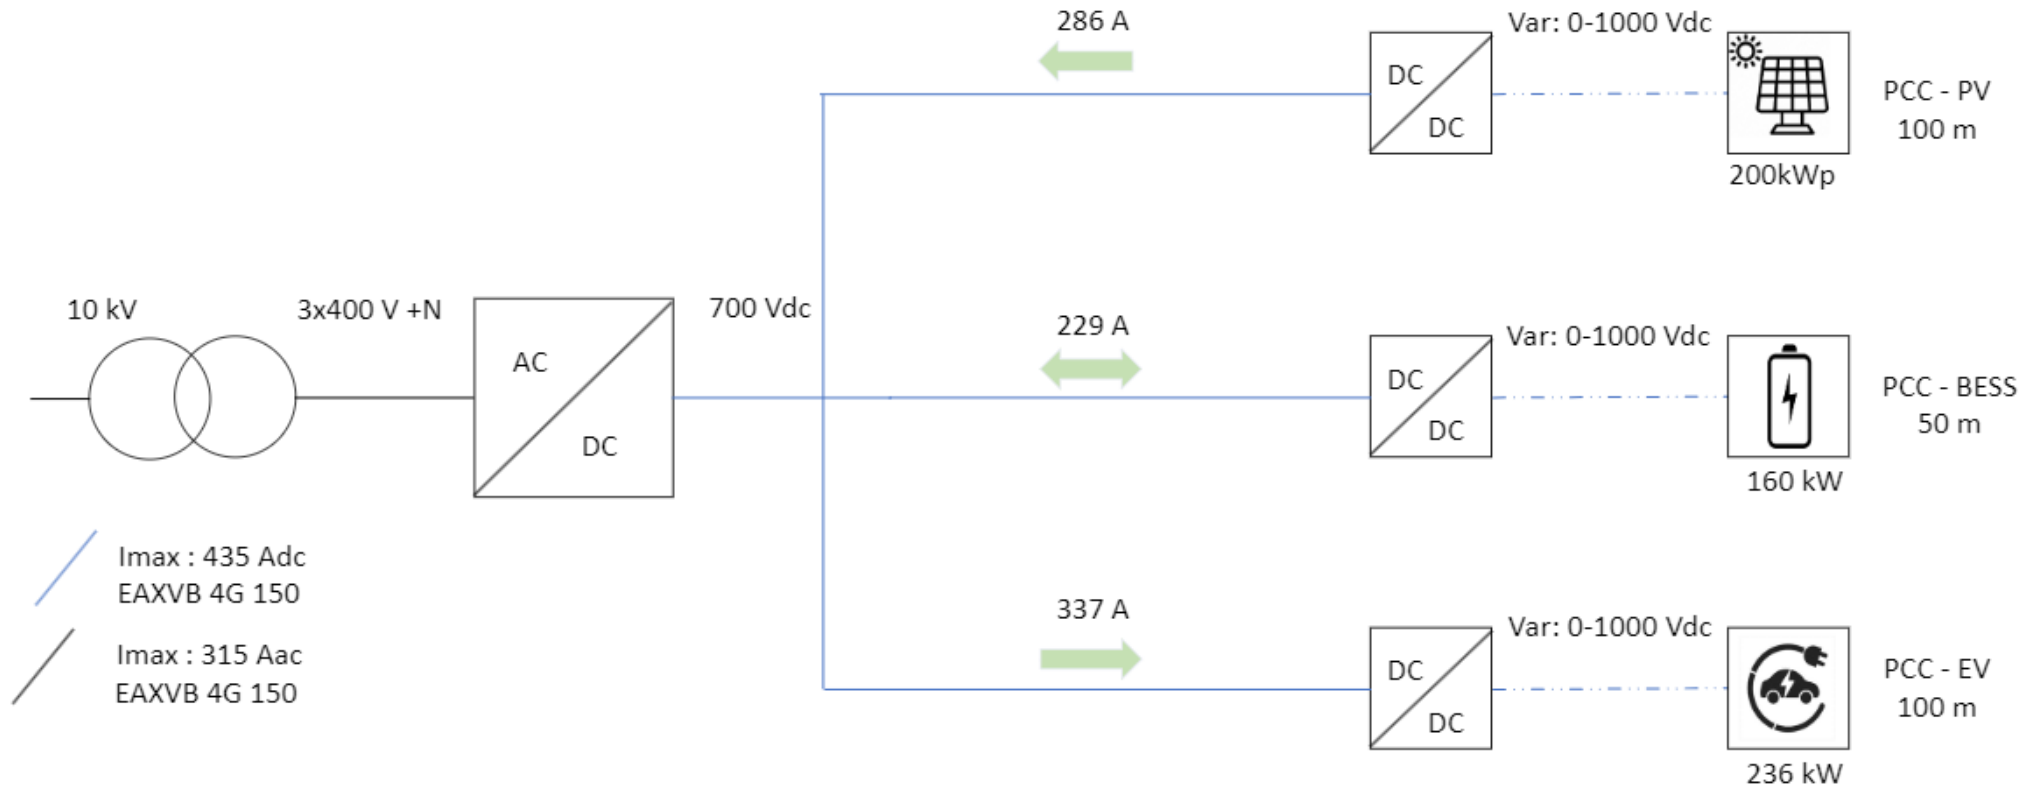 286 A
Var: 0-1000 Vdc
DC
DC
PCC - PV
100 m
200kWp
10 kV
3x400 V +N
AC
DC
700 Vdc
229 A
Var: 0-1000 Vdc
DC
DC
PCC - BESS
50 m
160 kW
Imax : 435 Adc
EAXVB 4G 150
Imax : 315 Aac
EAXVB 4G 150
337 A
Var: 0-1000 Vdc
DC
DC
PCC - EV
100 m
236 kW